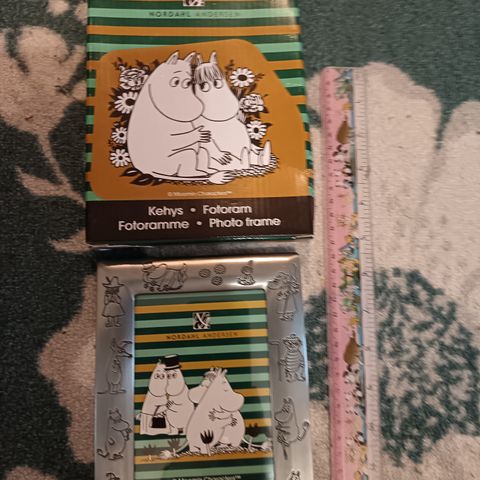 NORDAHL ANDERSEN
© Moomin Characters™
Kehys • Fotoram
Fotoramme • Photo frame
NORDAHL ANDERSEN
© Moomin Characters™